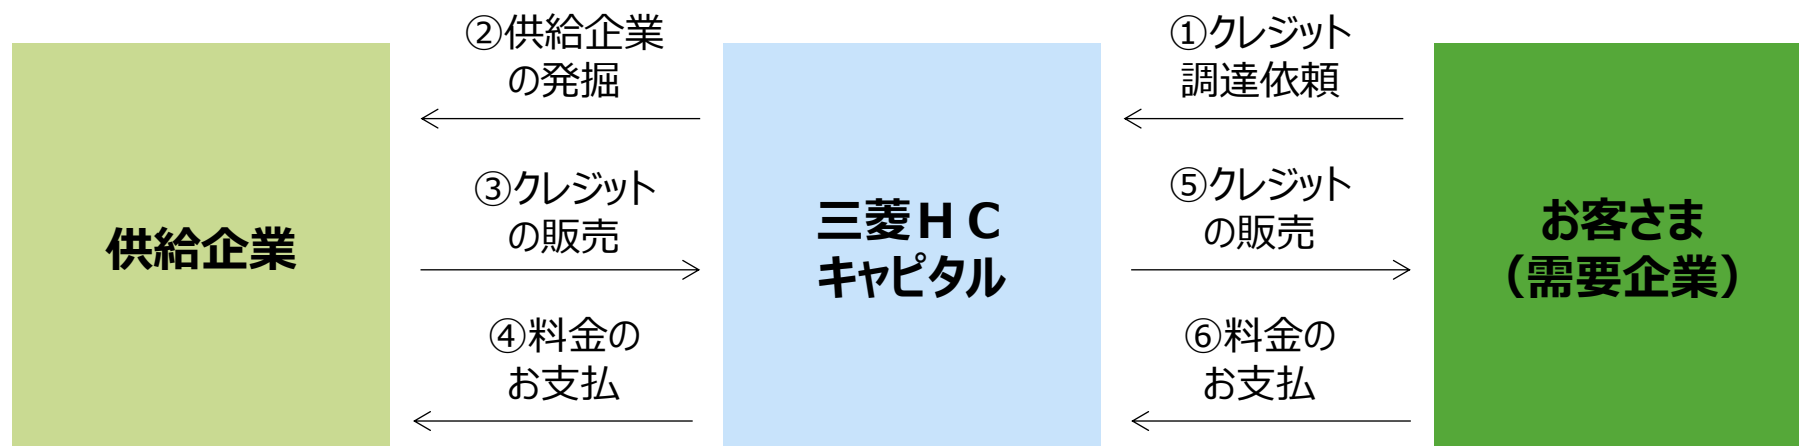 ②供給企業
の発掘
①クレジット
調達依頼
③クレジット
の販売
⑤クレジット
の販売
供給企業
三菱ＨＣ
キャピタル
お客さま
（需要企業）
④料金の
お支払
⑥料金の
お支払